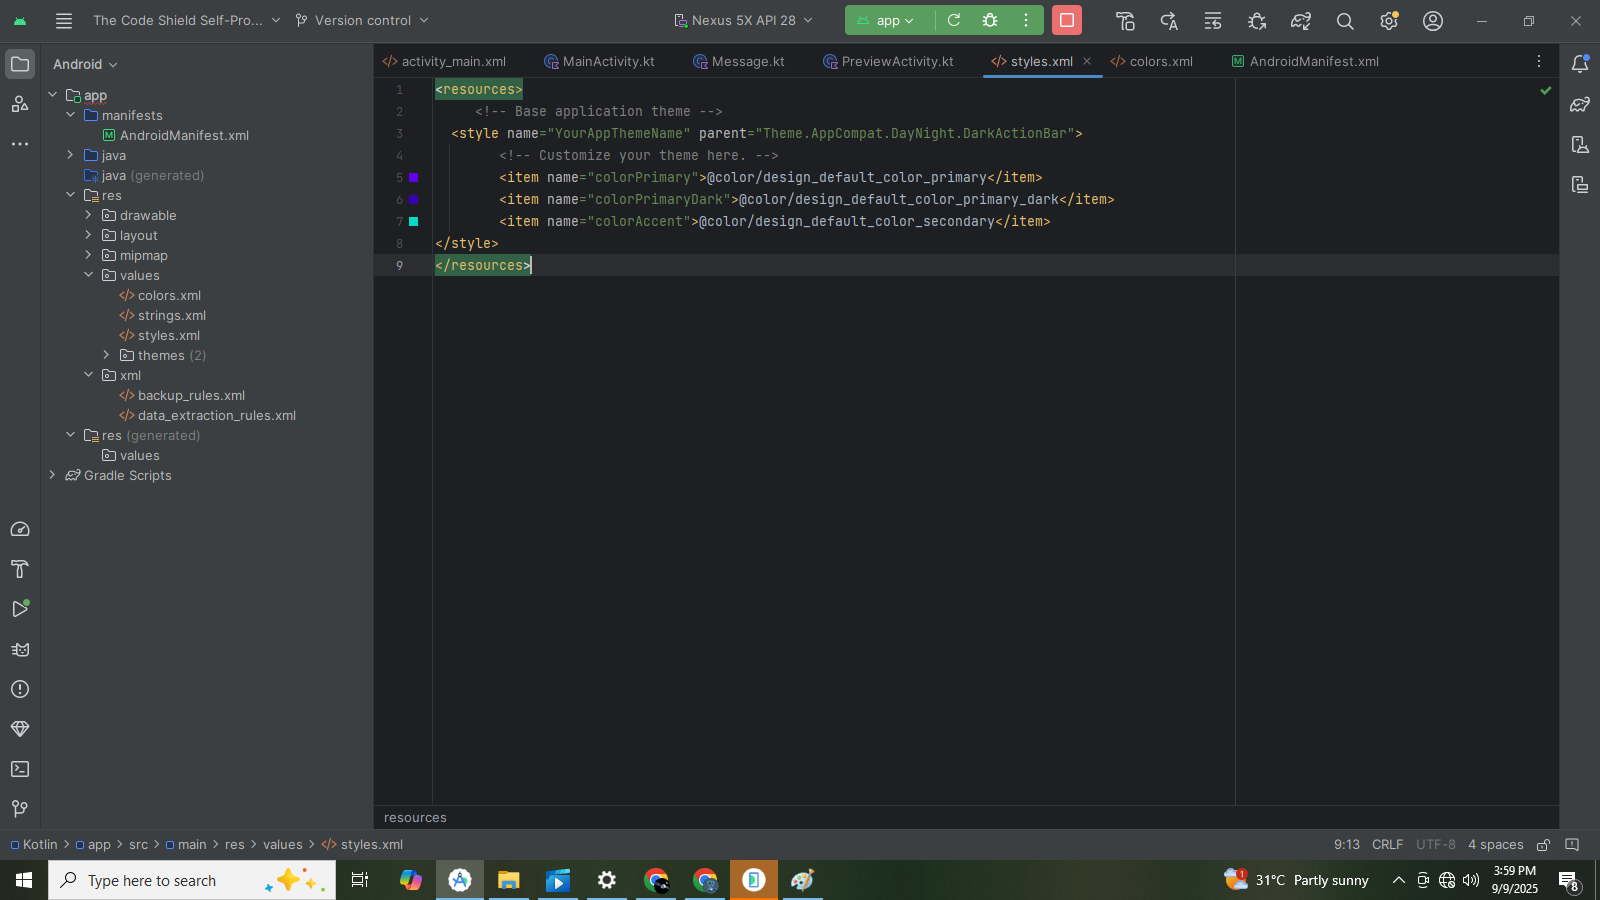 The Code Shield Self-Pro...
Version control
Nexus 5X API 28
app
Android
activity_main.xml
MainActivity.kt
Message.kt
PreviewActivity.kt
styles.xml
colors.xml
AndroidManifest.xml
app
manifests
AndroidManifest.xml
java
java (generated)
res
drawable
layout
mipmap
values
colors.xml
strings.xml
styles.xml
themes (2)
xml
backup_rules.xml
data_extraction_rules.xml
res (generated)
values
Gradle Scripts
1 <resources>
2 <!-- Base application theme -->
3 <style name="YourAppThemeName" parent="Theme.AppCompat.DayNight.DarkActionBar">
4 <!-- Customize your theme here. -->
5 <item name="colorPrimary">@color/design_default_color_primary</item>
6 <item name="colorPrimaryDark">@color/design_default_color_primary_dark</item>
7 <item name="colorAccent">@color/design_default_color_secondary</item>
8 </style>
9 </resources>
resources
Kotlin > app > src > main > res > values > styles.xml
9:13 CRLF UTF-8 4 spaces
Type here to search
1
31°C Partly sunny
3:59 PM
9/9/2025
8